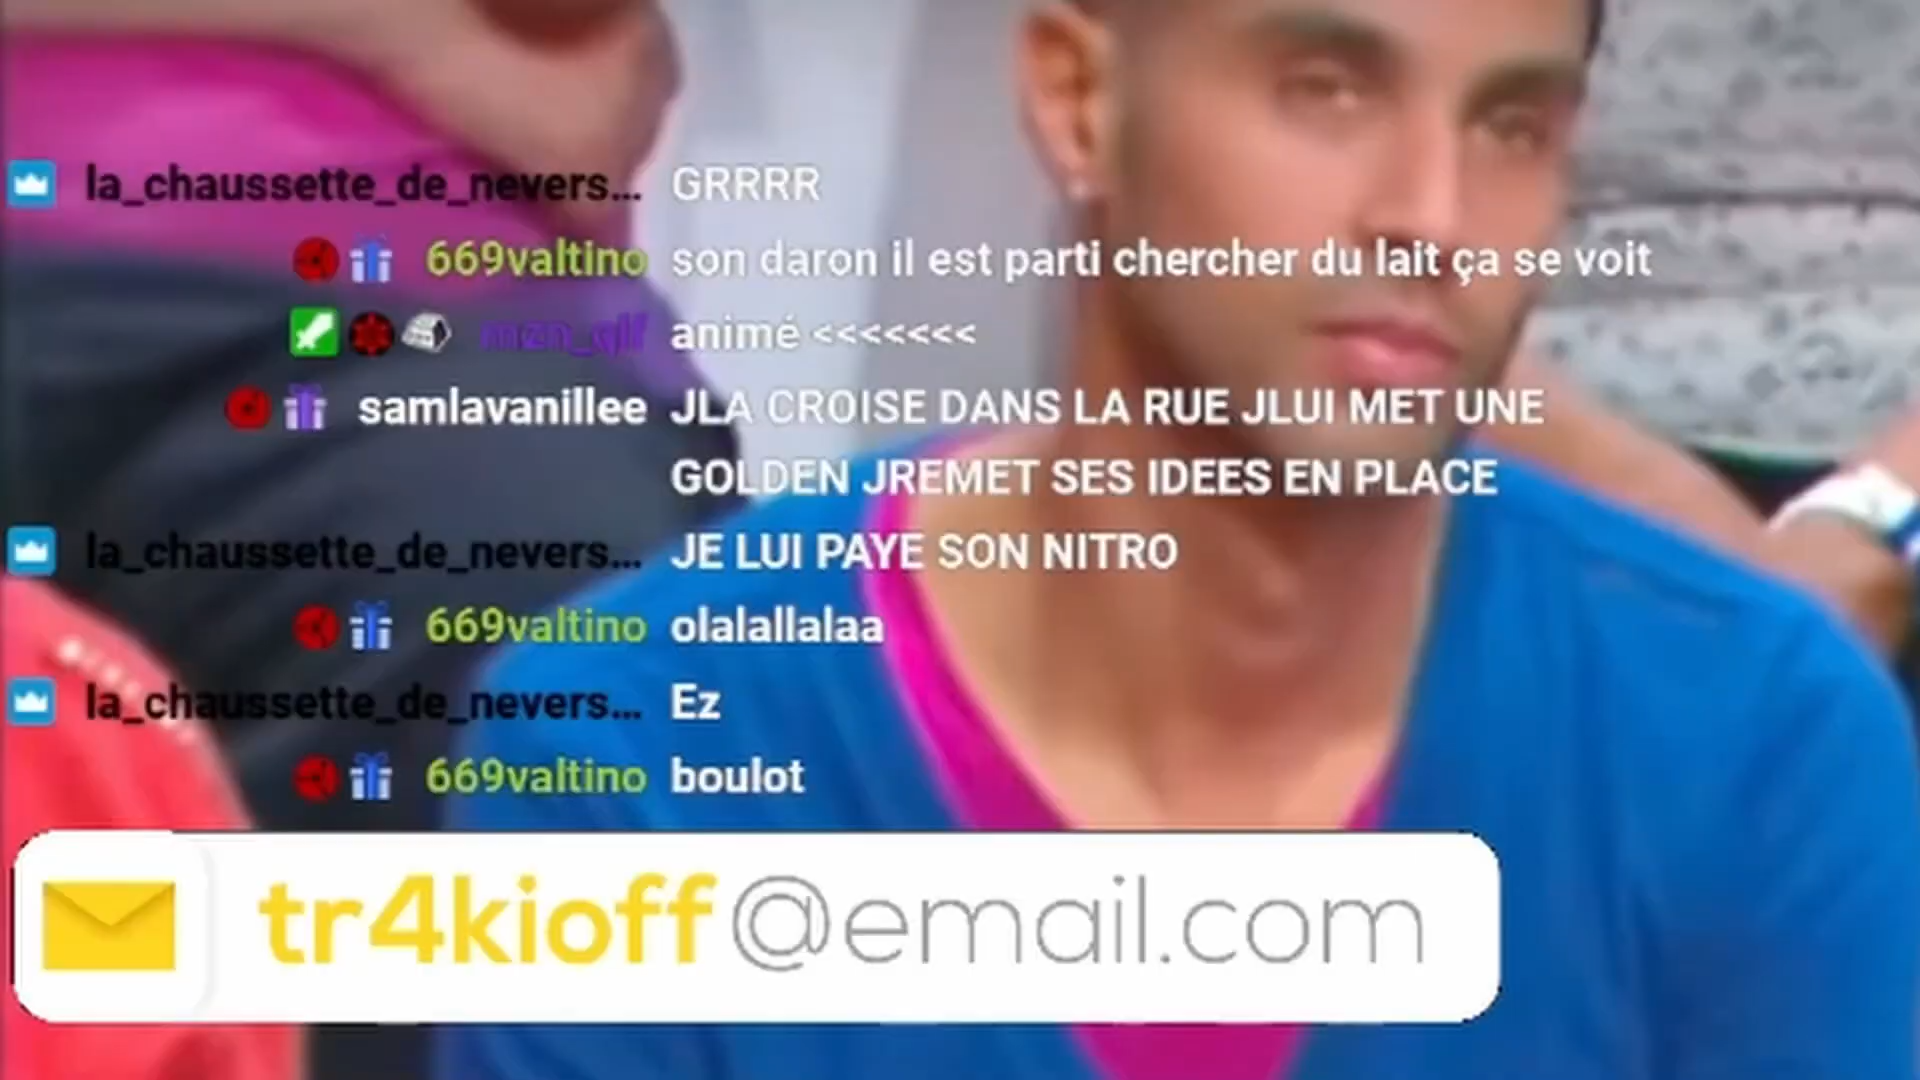 la_chaussette_de_nevers... GRRRR
669valtino son daron il est parti chercher du lait ça se voit
mzn_glf animé <<<<<<<
samlavanillee JLA CROISE DANS LA RUE JLUI MET UNE
GOLDEN JREMET SES IDEES EN PLACE
la_chaussette_de_nevers... JE LUI PAYE SON NITRO
669valtino olalallalaa
la_chaussette_de_nevers... Ez
669valtino boulot
tr4kioff@email.com